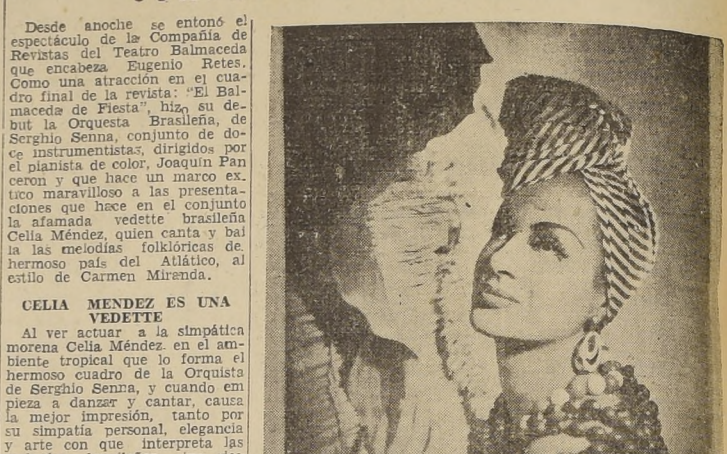 Desde anoche se entonó el
espectáculo de la Compañía de
Revistas del Teatro Balmaceda
que encabeza Eugenio Retes.
Como una atracción en el cua-
dro final de la revista: "El Bal-
maceda de Fiesta", hizo su de-
but la Orquesta Brasileña, de
Serghio Senna, conjunto de do-
ce instrumentistas, dirigidos por
el pianista de color, Joaquín Pan
ceron y que hace un marco ex-
tico maravilloso a las presenta-
ciones que hace en el conjunto
la afamada vedette brasileña
Celia Méndez, quien canta y bai
la las melodías folklóricas de.
hermoso país del Atlático, al
estilo de Carmen Miranda.
CELIA MENDEZ ES UNA
VEDETTE
Al ver actuar a la simpática
morena Celia Méndez. en el am-
biente tropical que lo forma el
hermoso cuadro de la Orquista
de Serghio Senna, y cuando em
pieza a danzar y cantar, causa
la mejor impresión, tanto por
su simpatía personal, elegancia
y arte con que interpreta las